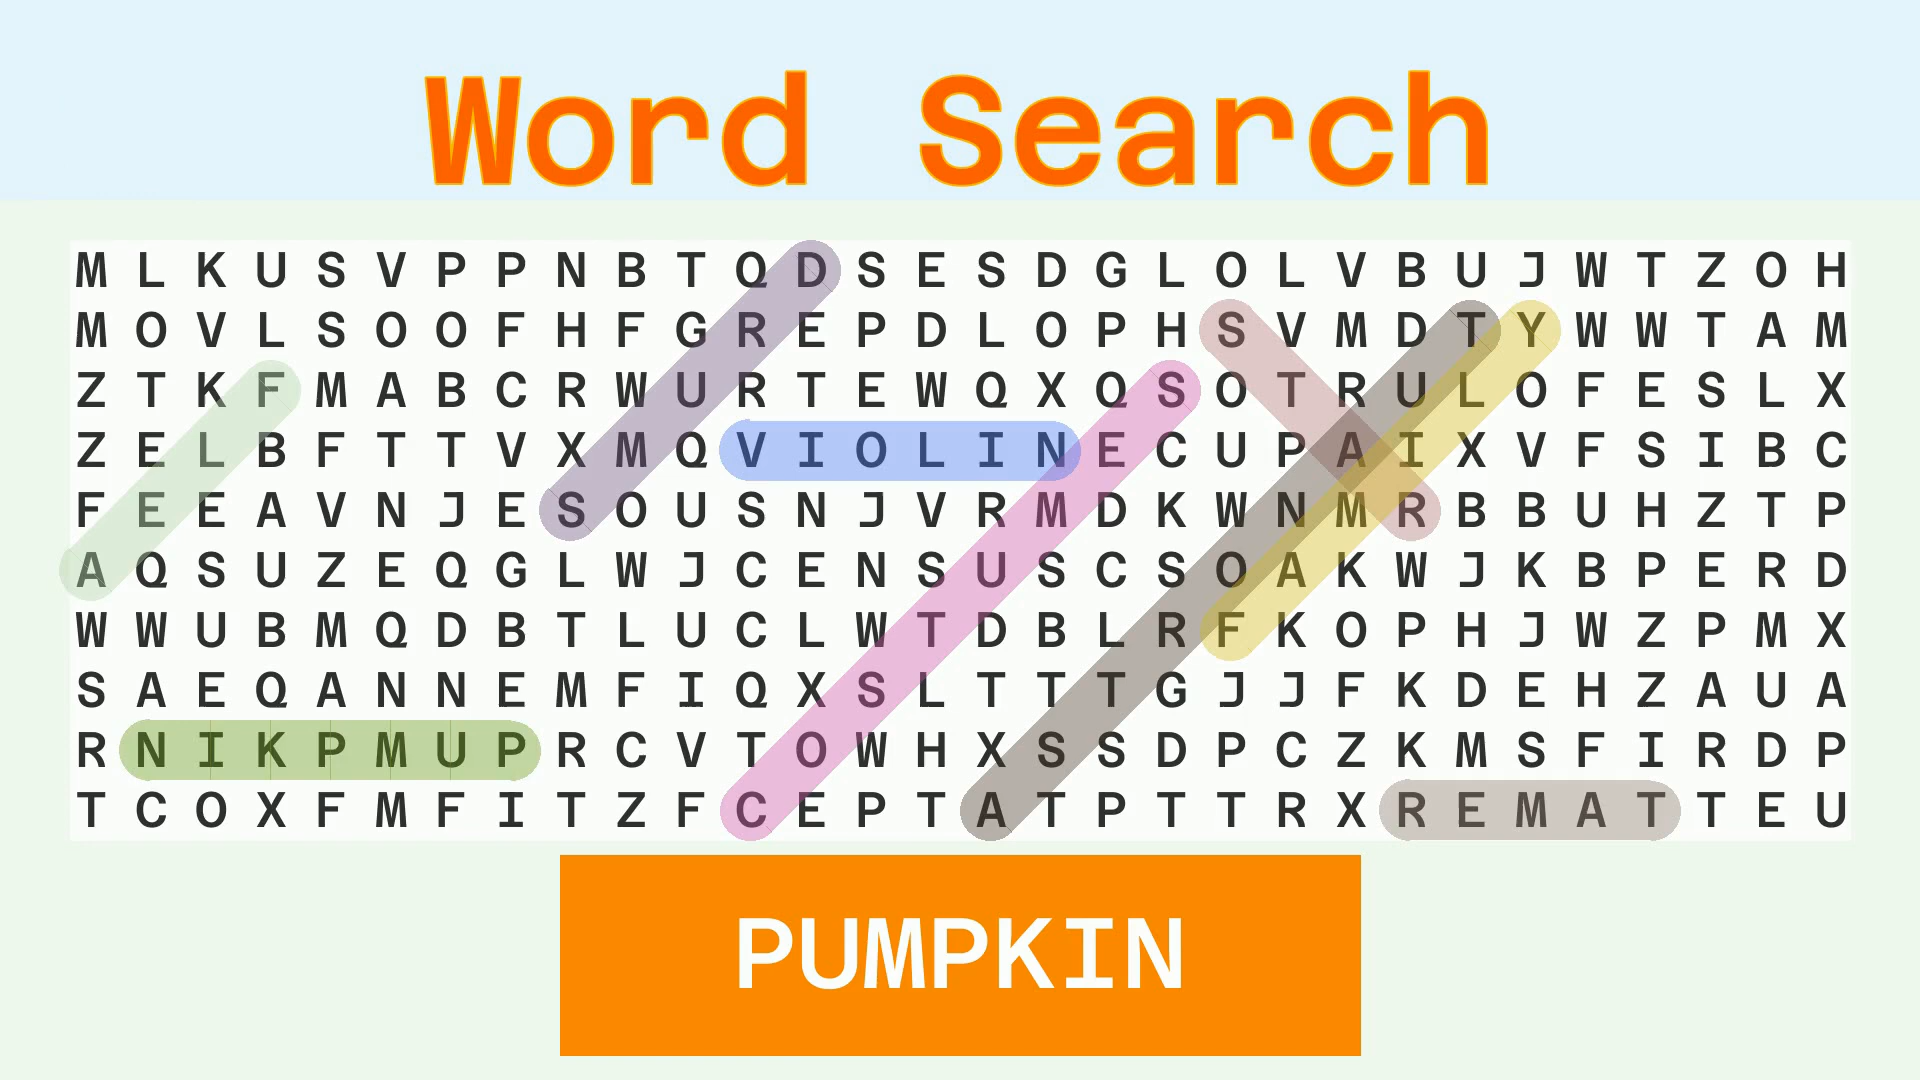 Word Search
M L K U S V P P N B T Q D S E S D G L O L V B U J W T Z O H
M O V L S O O F H F G R E P D L O P H S V M D T Y W W T A M
Z T K F M A B C R W U R T E W Q X Q S O T R U L O F E S L X
Z E L B F T T V X M Q V I O L I N E C U P A I X V F S I B C
F E E A V N J E S O U S N J V R M D K W N M R B B U H Z T P
A Q S U Z E Q G L W J C E N S U S C S O A K W J K B P E R D
W W U B M Q D B T L U C L W T D B L R F K O P H J W Z P M X
S A E Q A N N E M F I Q X S L T T T G J J F K D E H Z A U A
R N I K P M U P R C V T O W H X S S D P C Z K M S F I R D P
T C O X F M F I T Z F C E P T A T P T T R X R E M A T T E U
PUMPKIN